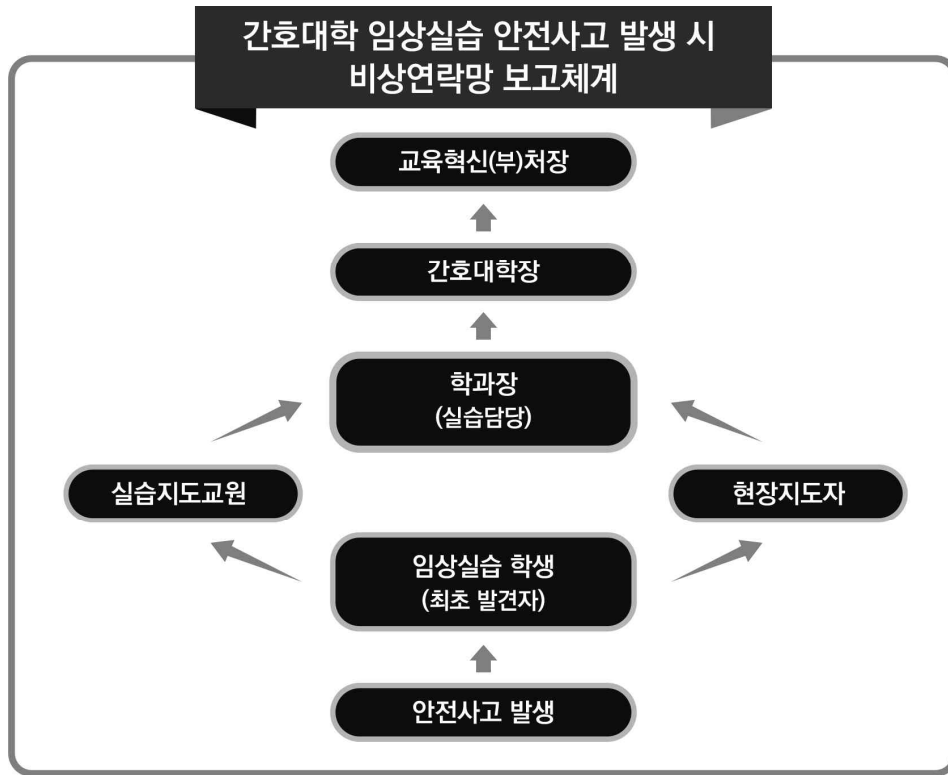 간호대학 임상실습 안전사고 발생 시
비상연락망 보고체계
교육혁신(부)처장
간호대학장
학과장
(실습담당)
실습지도교원
현장지도자
임상실습 학생
(최초 발견자)
안전사고 발생